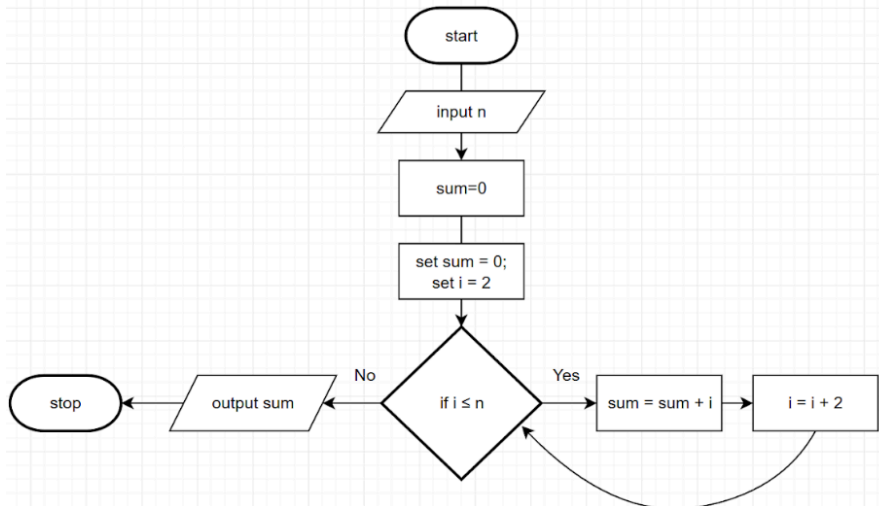 start
input n
sum=0
set sum = 0;
set i = 2
No
Yes
stop
output sum
if i ≤ n
sum = sum + i
i = i + 2